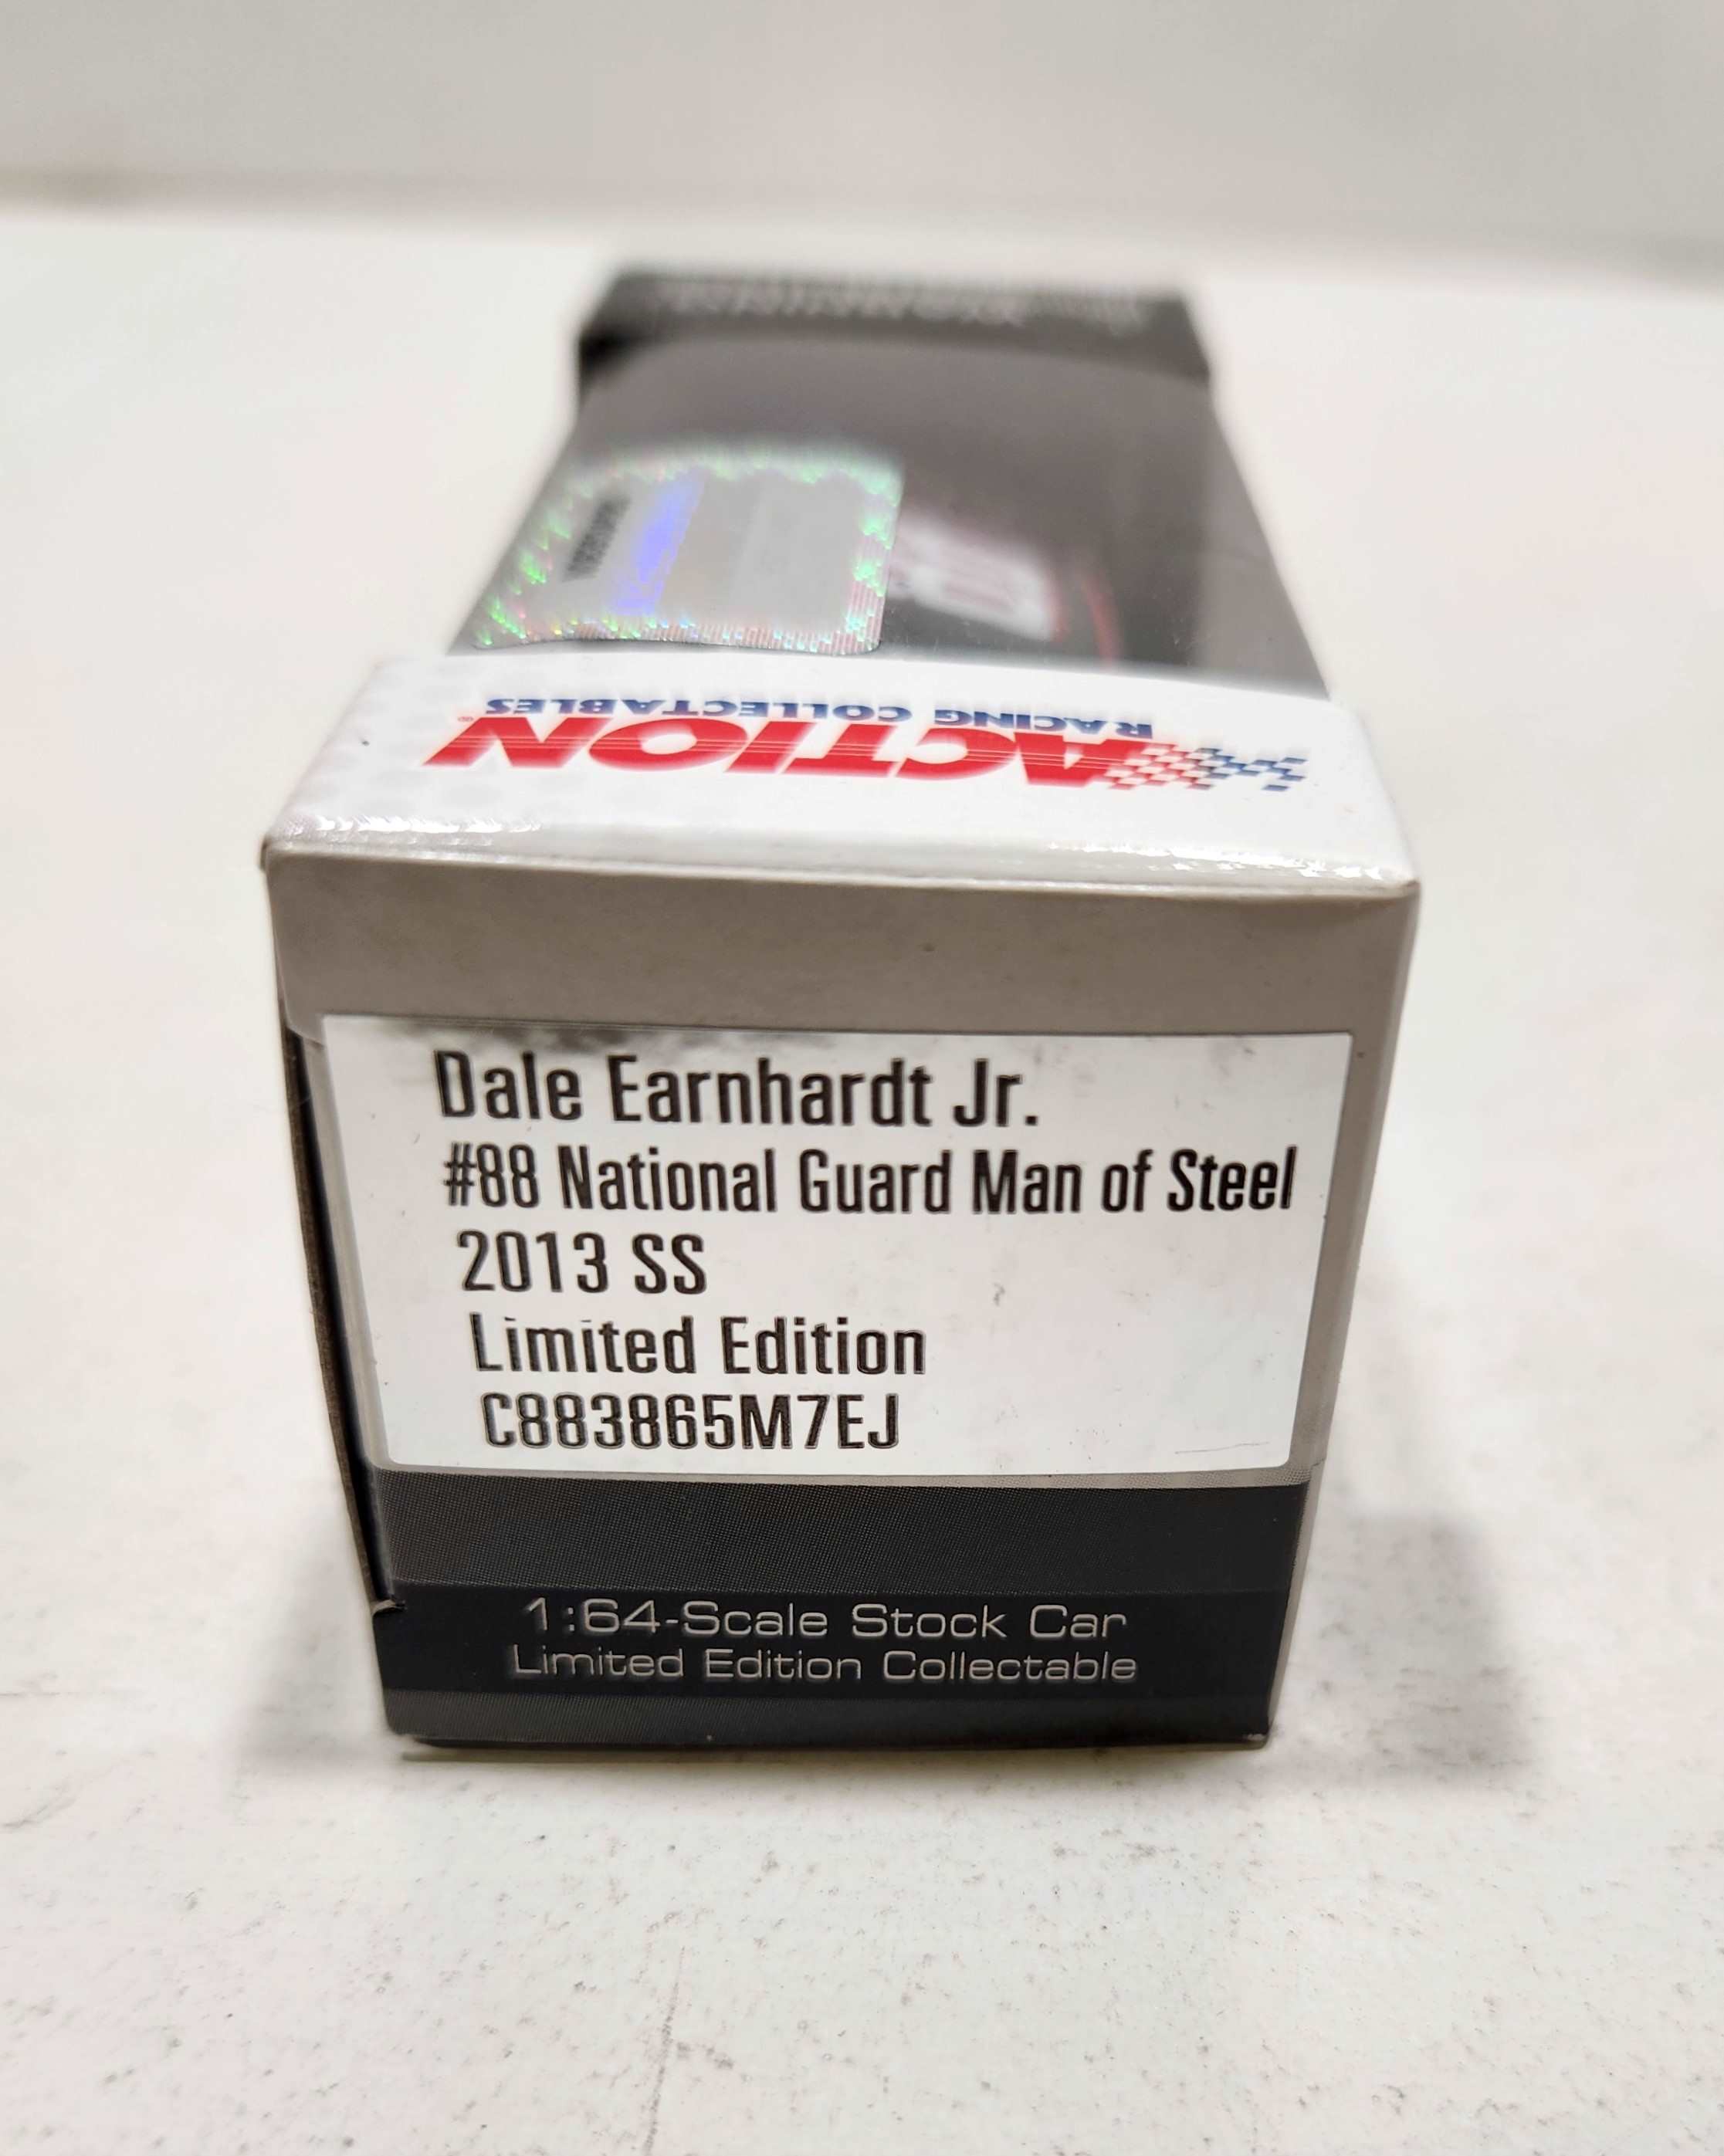 ACTION®
RACING COLLECTABLES
Dale Earnhardt Jr.
#88 National Guard Man of Steel
2013 SS
Limited Edition
C883865M7EJ
1:64-Scale Stock Car
Limited Edition Collectable